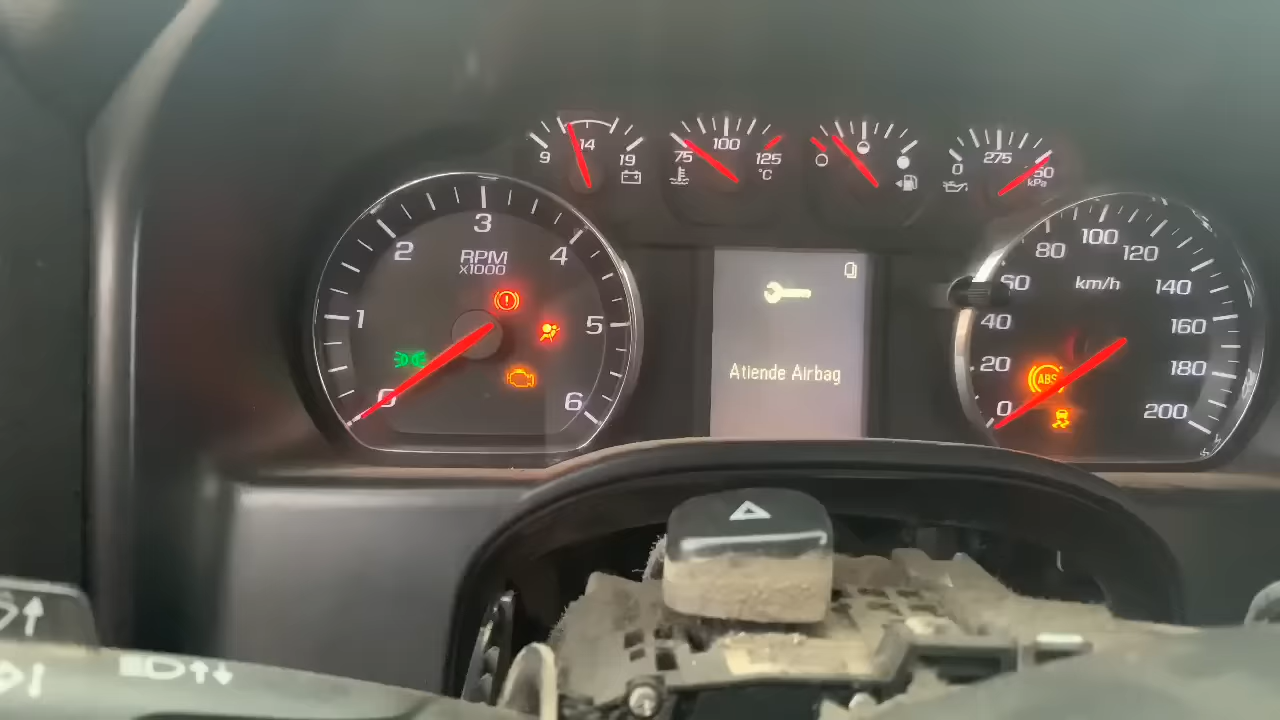 9 14 19
75 100 125
°C
0 275
kPa
1 2 3 4 5 6
RPM
x1000
0
Atiende Airbag
0 20 40 60 80 100 120 140 160 180 200
km/h
ABS